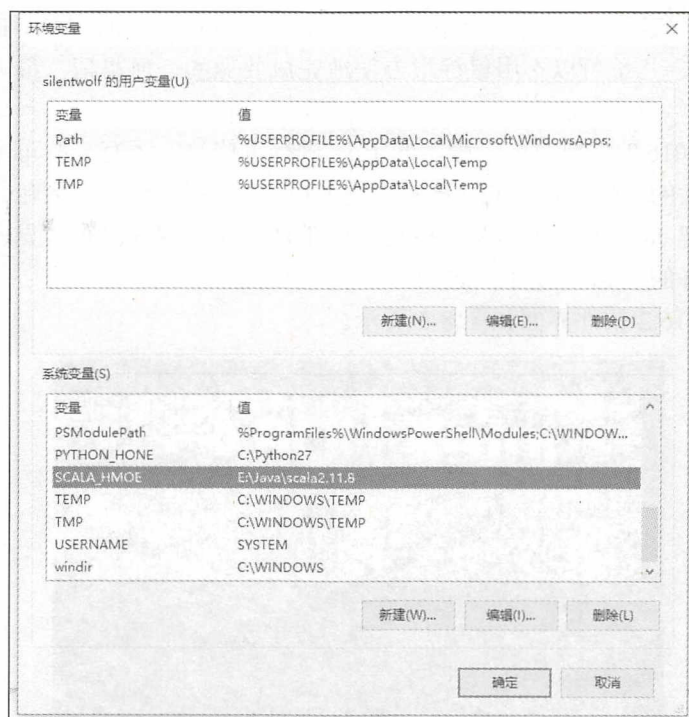 环境变量
silentwolf 的用户变量(U)
变量 值
Path %USERPROFILE%\AppData\Local\Microsoft\WindowsApps;
TEMP %USERPROFILE%\AppData\Local\Temp
TMP %USERPROFILE%\AppData\Local\Temp
新建(N)... 编辑(E)... 删除(D)
系统变量(S)
变量 值
PSModulePath %ProgramFiles%\WindowsPowerShell\Modules;C:\WINDOW...
PYTHON_HONE C:\Python27
SCALA_HMOE E:\Java\scala2.11.8
TEMP C:\WINDOWS\TEMP
TMP C:\WINDOWS\TEMP
USERNAME SYSTEM
windir C:\WINDOWS
新建(W)... 编辑(I)... 删除(L)
确定 取消